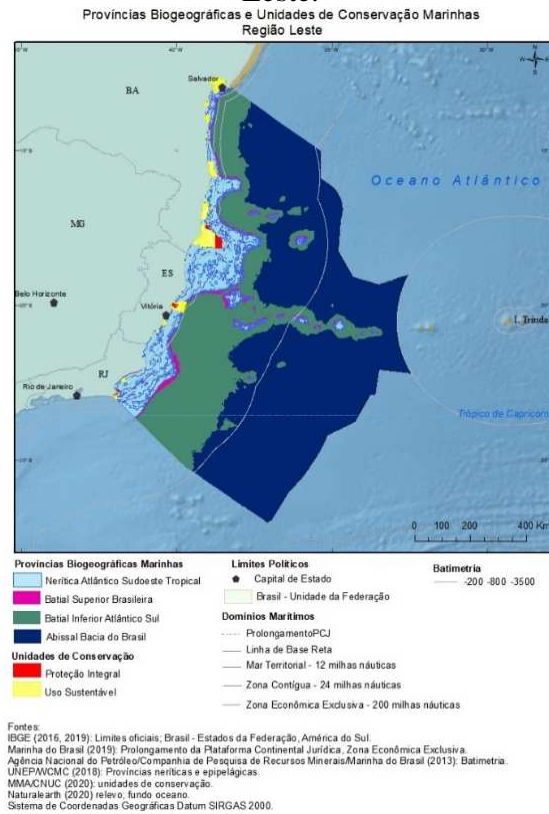 Leste.
Províncias Biogeográficas e Unidades de Conservação Marinhas
Região Leste
Salvador
BA
Oceano Atlântico
MG
ES
Belo Horizonte
Vitória
I. Trinda
RJ
Rio de Janeiro
Trópico de Capricorn
0 100 200 400 Km
Províncias Biogeográficas Marinhas
Nerítica Atlântico Sudoeste Tropical
Batial Superior Brasileira
Batial Inferior Atlântico Sul
Abissal Bacia do Brasil
Unidades de Conservação
Proteção Integral
Uso Sustentável
Limites Políticos
Capital de Estado
Brasil - Unidade da Federação
Domínios Marítimos
ProlongamentoPCJ
Linha de Base Reta
Mar Territorial - 12 milhas náuticas
Zona Contígua - 24 milhas náuticas
Zona Econômica Exclusiva - 200 milhas náuticas
Batimetria
-200 -800 -3500
Fontes:
IBGE (2016, 2019): Limites oficiais; Brasil - Estados da Federação, América do Sul.
Marinha do Brasil (2019): Prolongamento da Plataforma Continental Jurídica, Zona Econômica Exclusiva.
Agência Nacional do Petróleo/Companhia de Pesquisa de Recursos Minerais/Marinha do Brasil (2013): Batimetria.
UNEP/WCMC (2018): Províncias neríticas e epipelágicas.
MMA/CNUC (2020): unidades de conservação.
Naturalearth (2020) relevo; fundo oceano.
Sistema de Coordenadas Geográficas Datum SIRGAS 2000.